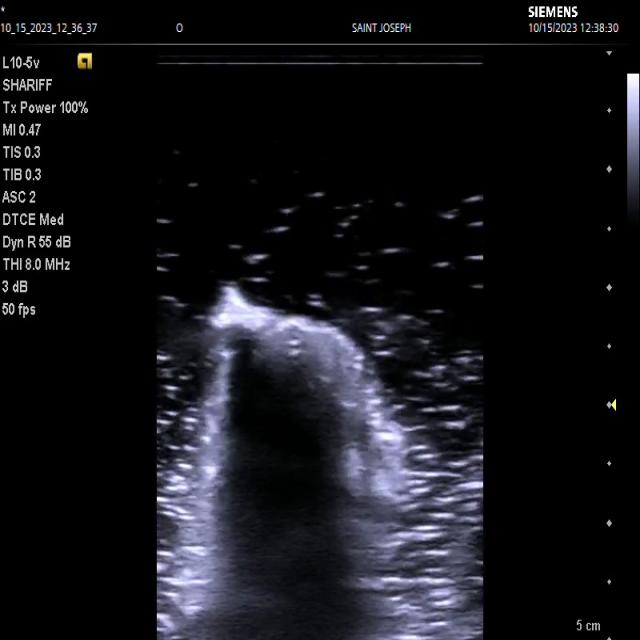 *
SIEMENS
10_15_2023_12_36_37 O SAINT JOSEPH 10/15/2023 12:38:30
L10-5v
SHARIFF
Tx Power 100%
MI 0.47
TIS 0.3
TIB 0.3
ASC 2
DTCE Med
Dyn R 55 dB
THI 8.0 MHz
3 dB
50 fps
5 cm